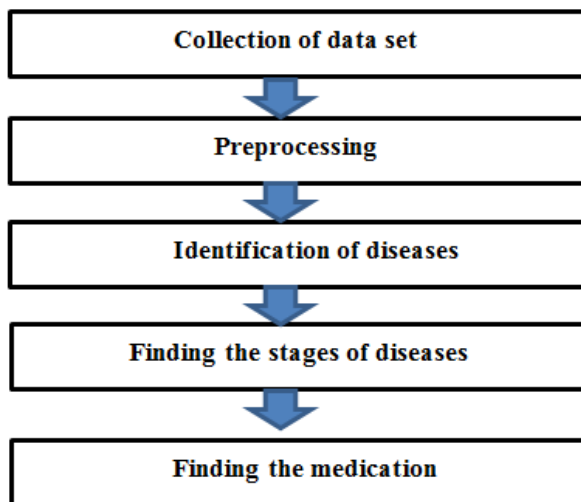 Collection of data set
Preprocessing
Identification of diseases
Finding the stages of diseases
Finding the medication